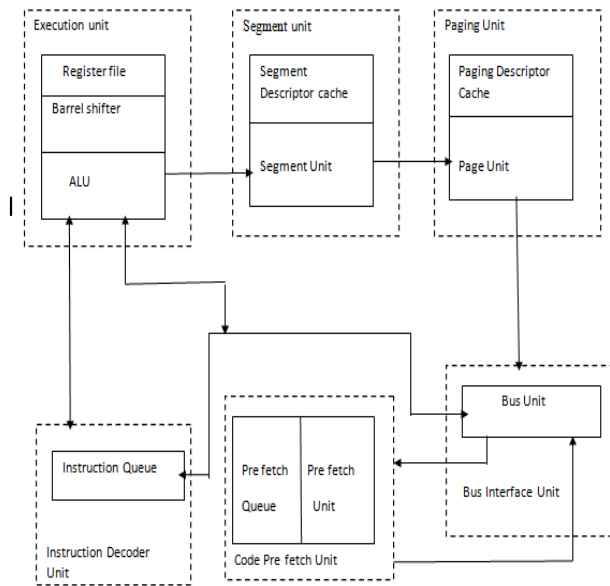 Execution unit
Segment unit
Paging Unit
Register file
Barrel shifter
ALU
Segment
Descriptor cache
Segment Unit
Paging Descriptor
Cache
Page Unit
Bus Unit
Bus Interface Unit
Instruction Queue
Instruction Decoder
Unit
Pre fetch
Queue
Pre fetch
Unit
Code Pre fetch Unit